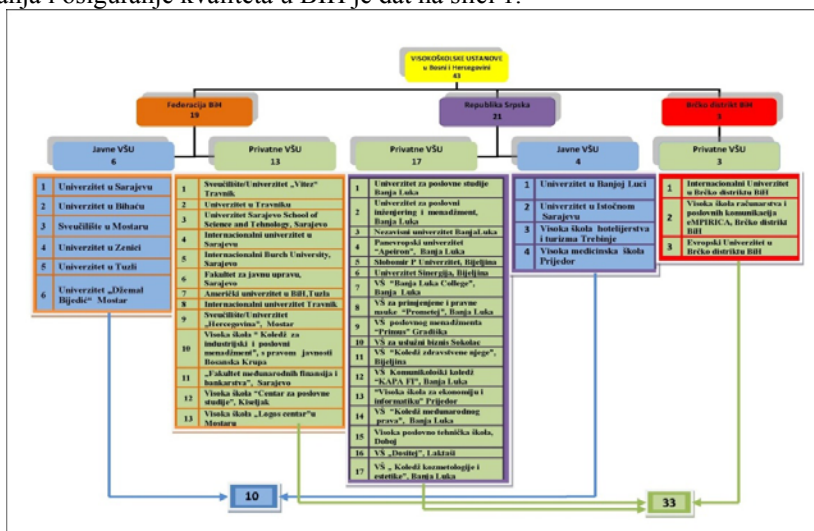 anja i osiguranje kvaliteta u BiH je dat na slici 1.
VISOKOŠKOLSKE USTANOVE
u Bosni i Hercegovini
43
Federacija BiH
19
Republika Srpska
21
Brčko distrikt BiH
3
Javne VŠU
6
1 Univerzitet u Sarajevu
2 Univerzitet u Bihaću
3 Sveučilište u Mostaru
4 Univerzitet u Zenici
5 Univerzitet u Tuzli
6 Univerzitet „Džemal
Bijedić“ Mostar
Privatne VŠU
13
1 Sveučilište/Univerzitet „Vitez“
Travnik
2 Univerzitet u Travniku
3 Univerzitet Sarajevo School of
Science and Tehnology, Sarajevo
4 Internacionalni univerzitet u
Sarajevu
5 Internacionalni Burch University,
Sarajevo
6 Fakultet za javnu upravu,
Sarajevo
7 Američki univerzitet u BiH,Tuzla
8 Internacionalni univerzitet Travnik
9 Sveučilište/Univerzitet
„Hercegovina“, Mostar
10 Visoka škola “ Koledž za
industrijski i poslovni
menadžment”, s pravom javnosti
Bosanska Krupa
11 „Fakultet međunarodnih finansija i
bankarstva”, Sarajevo
12 Visoka škola “Centar za poslovne
studije”, Kiseljak
13 Visoka škola „Logos centar”u
Mostaru
Privatne VŠU
17
1 Univerzitet za poslovne studije
Banja Luka
2 Univerzitet za poslovni
inženjering i menadžment,
Banja Luka
3 Nezavisni univerzitet BanjaLuka
4 Panevropski univerzitet
“Apeiron”, Banja Luka
5 Slobomir P Univerzitet, Bijeljina
6 Univerzitet Sinergija, Bijeljina
7 VŠ “Banja Luka College”,
Banja Luka
8 VŠ za primjenjene i pravne
nauke “Prometej”, Banja Luka
9 VŠ poslovnog menadžmenta
“Primus” Gradiška
10 VŠ za uslužni biznis Sokolac
11 VŠ “Koledž zdravstvene njege”,
Bijeljina
12 VŠ Komunikološki koledž
“KAPA FI”, Banja Luka
13 “Visoka škola za ekonomiju i
informatiku” Prijedor
14 VŠ “Koledž međunarodnog
prava”, Banja Luka
15 Visoka poslovno tehnička škola,
Doboj
16 VŠ „Dositej”, Laktaši
17 VŠ „ Koledž kozmetologije i
estetike”, Banja Luka
Javne VŠU
4
1 Univerzitet u Banjoj Luci
2 Univerzitet u Istočnom
Sarajevu
3 Visoka škola hotelijerstva
i turizma Trebinje
4 Visoka medicinska škola
Prijedor
Privatne VŠU
3
1 Internacionalni Univerzitet
u Brčko distriktu BiH
2 Visoka škola računarstva i
poslovnih komunikacija
eMPIRICA, Brčko distrikt
BiH
3 Evropski Univerzitet u
Brčko distriktu BiH
10
33